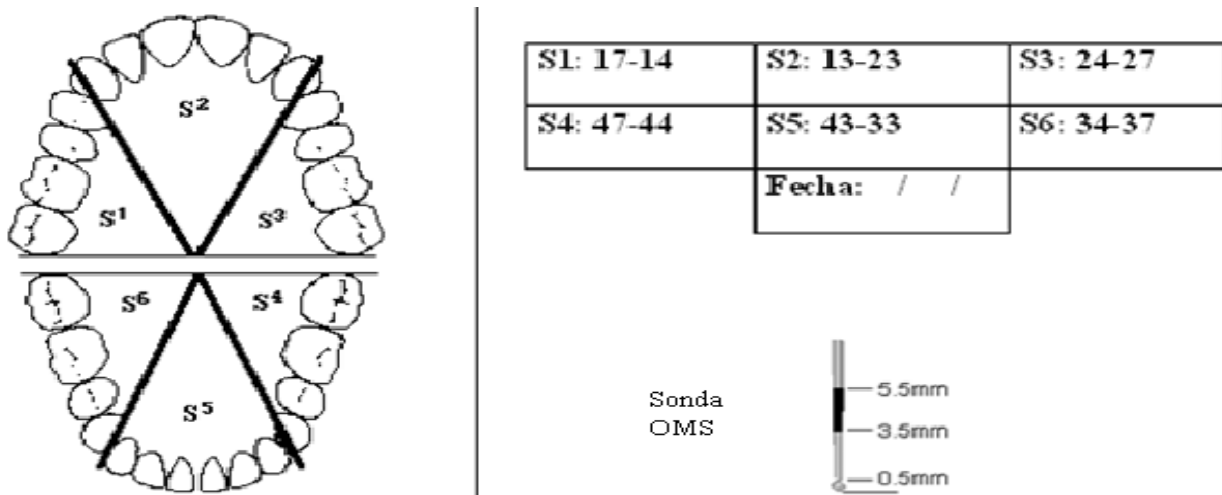 S²
S¹ S³
S⁶ S⁴
S⁵
S1: 17-14 S2: 13-23 S3: 24-27
S4: 47-44 S5: 43-33 S6: 34-37
Fecha: / /
Sonda
OMS
5.5mm
3.5mm
0.5mm